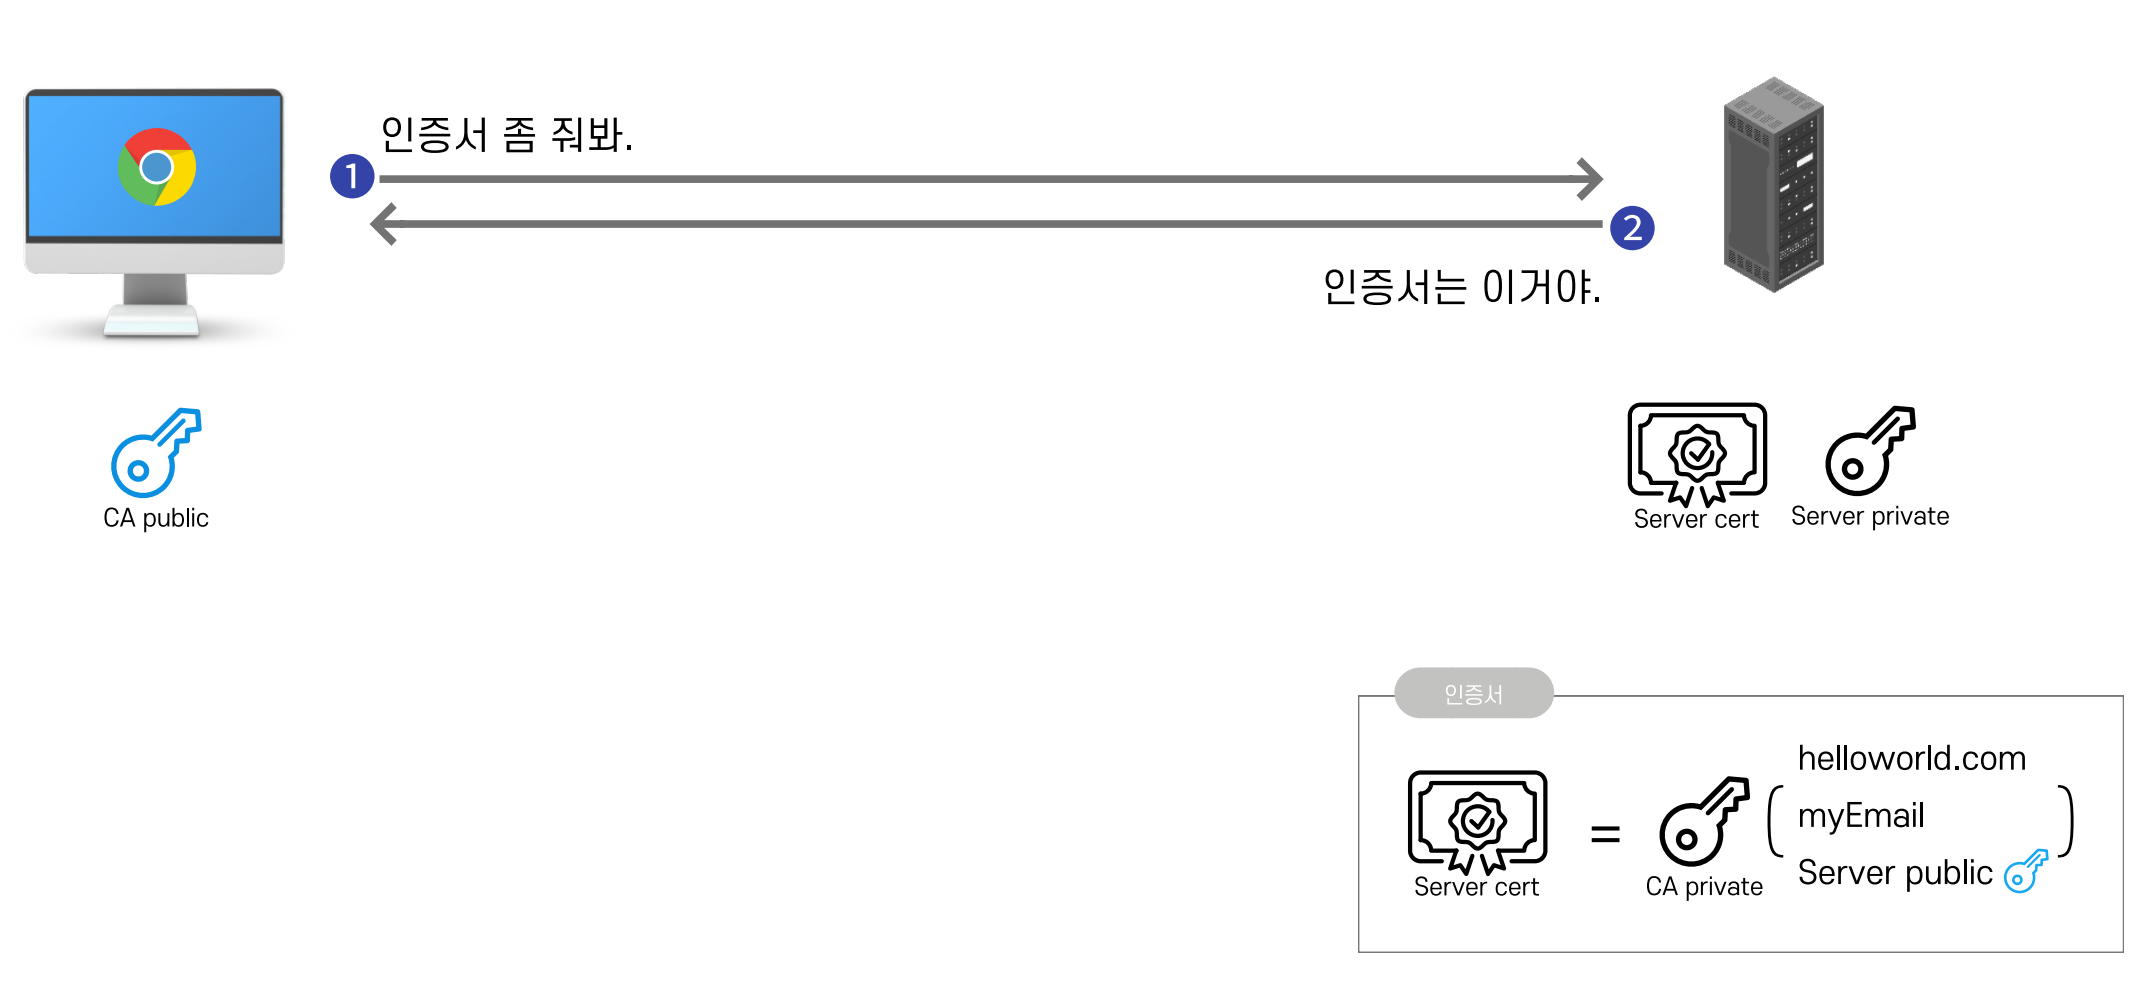 인증서 좀 줘봐.
1
2
인증서는 이거야.
CA public
Server cert
Server private
인증서
helloworld.com
myEmail
Server public
=
Server cert
CA private